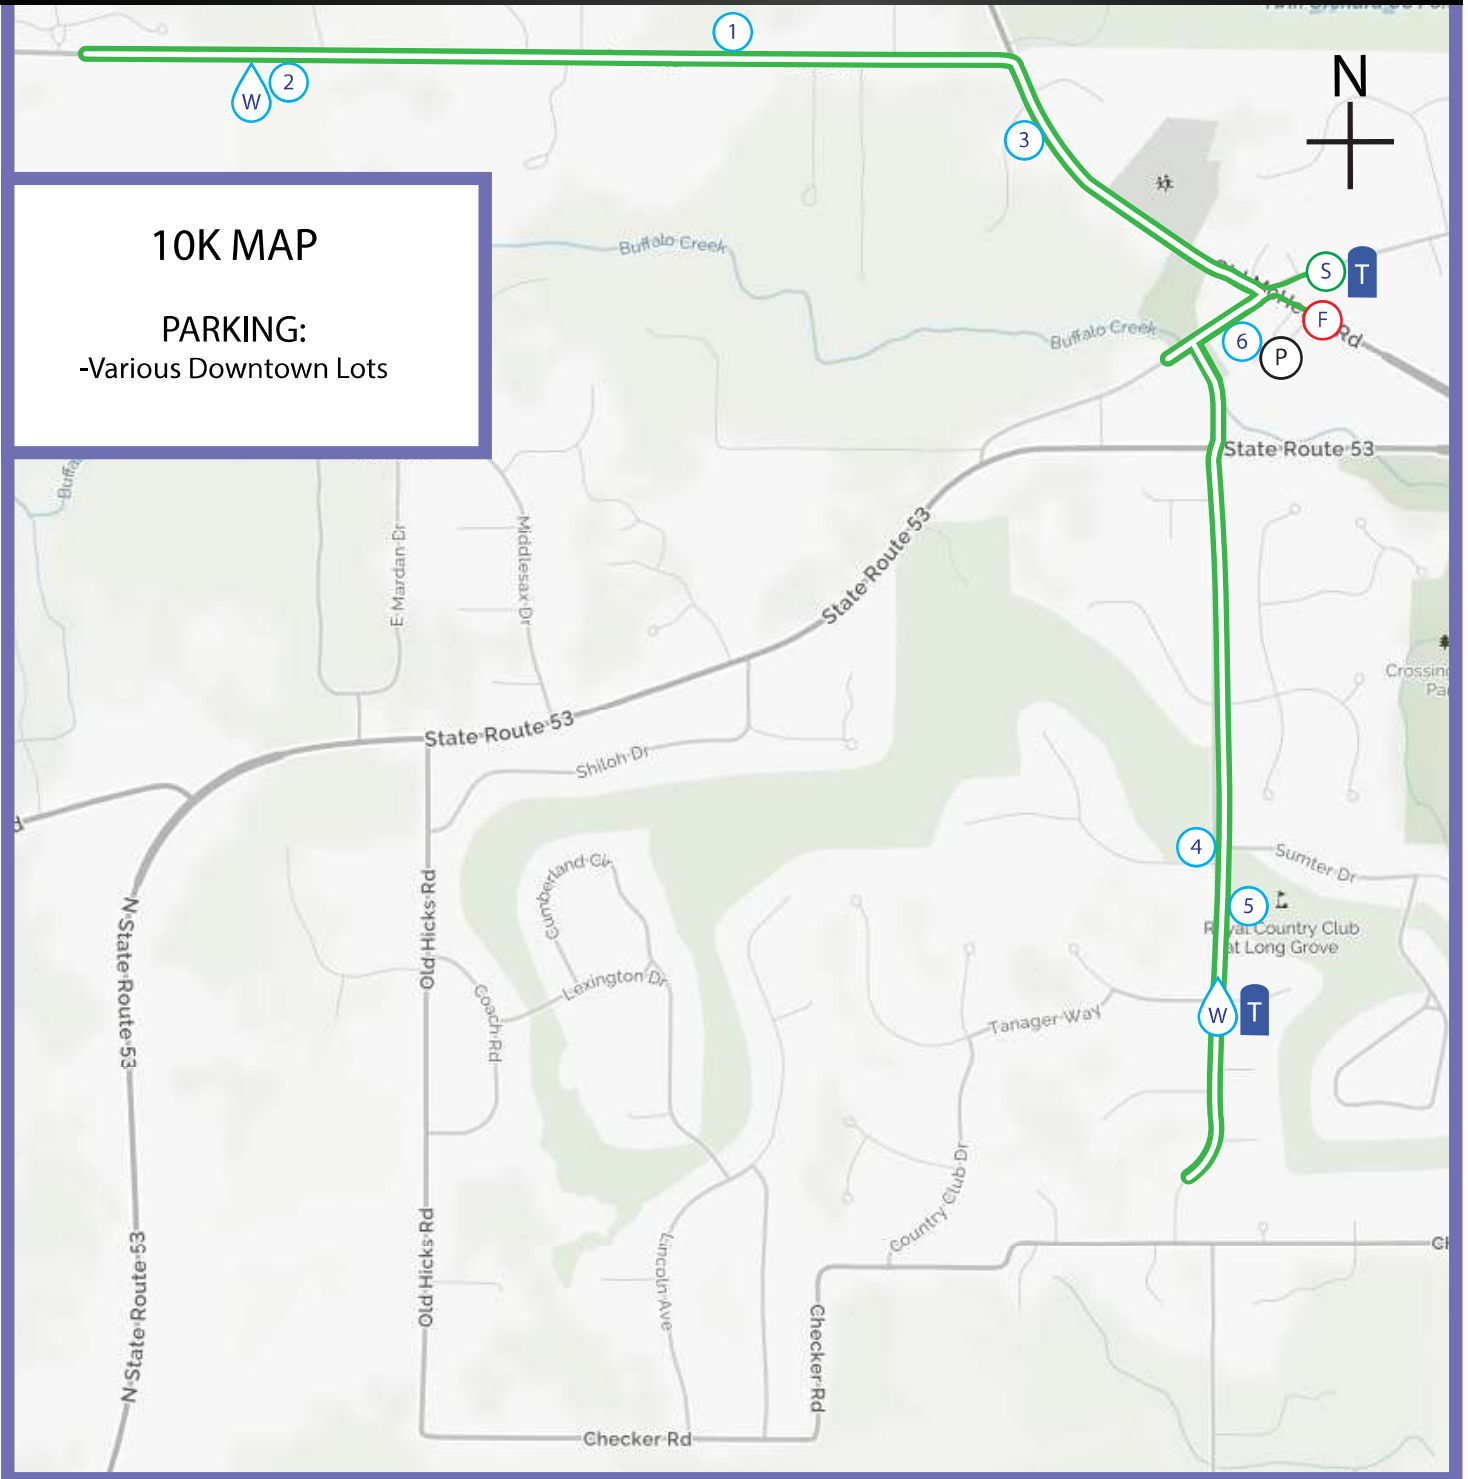 1
2
W
3
N
10K MAP
PARKING:
-Various Downtown Lots
Buffalo Creek
S
T
F
Rd
Buffalo Creek
6
P
State Route 53
State Route 53
E Mardan Dr
Middlesax Dr
State Route 53
Shiloh Dr
4
Sumter Dr
5
Royal Country Club
at Long Grove
Cumberland Cir
Old Hicks Rd
Lexington Dr
Coach Rd
N State Route 53
Tanager Way
W
T
Country Club Dr
Old Hicks Rd
Lincoln Ave
N State Route 53
Checker Rd
Checker Rd